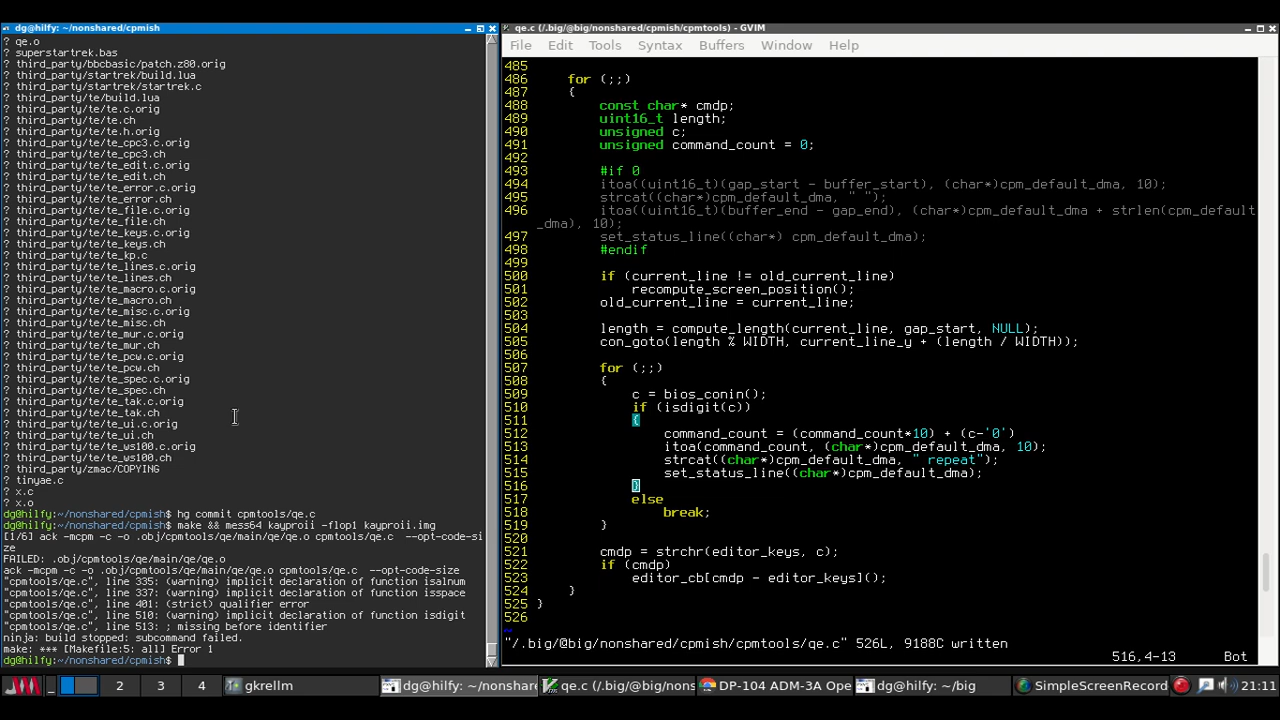 dg@hilfy:/nonshared/cpmish
? qe.o
? superstartrek.bas
? third_party/bbcbasic/patch.z80.orig
? third_party/startrek/build.lua
? third_party/startrek/startrek.c
? third_party/te/build.lua
? third_party/te/te.c.orig
? third_party/te/te.ch
? third_party/te/te.h.orig
? third_party/te/te_cpc3.c.orig
? third_party/te/te_cpc3.ch
? third_party/te/te_edit.c.orig
? third_party/te/te_edit.ch
? third_party/te/te_error.c.orig
? third_party/te/te_error.ch
? third_party/te/te_file.c.orig
? third_party/te/te_file.ch
? third_party/te/te_keys.c.orig
? third_party/te/te_keys.ch
? third_party/te/te_kp.c
? third_party/te/te_lines.c.orig
? third_party/te/te_lines.ch
? third_party/te/te_macro.c.orig
? third_party/te/te_macro.ch
? third_party/te/te_misc.c.orig
? third_party/te/te_misc.ch
? third_party/te/te_mur.c.orig
? third_party/te/te_mur.ch
? third_party/te/te_pcw.c.orig
? third_party/te/te_pcw.ch
? third_party/te/te_spec.c.orig
? third_party/te/te_spec.ch
? third_party/te/te_tak.c.orig
? third_party/te/te_tak.ch
? third_party/te/te_ui.c.orig
? third_party/te/te_ui.ch
? third_party/te/te_ws100.c.orig
? third_party/te/te_ws100.ch
? third_party/zmac/COPYING
? tinyae.c
? x.c
? x.o
dg@hilfy:~/nonshared/cpmish$ hg commit cpmtools/qe.c
dg@hilfy:~/nonshared/cpmish$ make && mess64 kayproii -flop1 kayproii.img
[1/6] ack -mcpm -c -o .obj/cpmtools/qe/main/qe/qe.o cpmtools/qe.c  --opt-code-si
ze
FAILED: .obj/cpmtools/qe/main/qe/qe.o
ack -mcpm -c -o .obj/cpmtools/qe/main/qe/qe.o cpmtools/qe.c  --opt-code-size
"cpmtools/qe.c", line 335: (warning) implicit declaration of function isalnum
"cpmtools/qe.c", line 337: (warning) implicit declaration of function isspace
"cpmtools/qe.c", line 401: (strict) qualifier error
"cpmtools/qe.c", line 510: (warning) implicit declaration of function isdigit
"cpmtools/qe.c", line 513: ; missing before identifier
ninja: build stopped: subcommand failed.
make: *** [Makefile:5: all] Error 1
dg@hilfy:~/nonshared/cpmish$
qe.c (/.big/@big/nonshared/cpmish/cpmtools) - GVIM
File Edit Tools Syntax Buffers Window Help
485
486 for (;;)
487 {
488 const char* cmdp;
489 uint16_t length;
490 unsigned c;
491 unsigned command_count = 0;
492
493 #if 0
494 itoa((uint16_t)(gap_start - buffer_start), (char*)cpm_default_dma, 10);
495 strcat((char*)cpm_default_dma, " ");
496 itoa((uint16_t)(buffer_end - gap_end), (char*)cpm_default_dma + strlen(cpm_default
_dma), 10);
497 set_status_line((char*) cpm_default_dma);
498 #endif
499
500 if (current_line != old_current_line)
501 recompute_screen_position();
502 old_current_line = current_line;
503
504 length = compute_length(current_line, gap_start, NULL);
505 con_goto(length % WIDTH, current_line_y + (length / WIDTH));
506
507 for (;;)
508 {
509 c = bios_conin();
510 if (isdigit(c))
511 {
512 command_count = (command_count*10) + (c-'0')
513 itoa(command_count, (char*)cpm_default_dma, 10);
514 strcat((char*)cpm_default_dma, " repeat");
515 set_status_line((char*)cpm_default_dma);
516 }
517 else
518 break;
519 }
520
521 cmdp = strchr(editor_keys, c);
522 if (cmdp)
523 editor_cb[cmdp - editor_keys]();
524 }
525 }
526
"/.big/@big/nonshared/cpmish/cpmtools/qe.c" 526L, 9188C written
516,4-13 Bot
2 3 4 gkrellm dg@hilfy: ~/nonshare qe.c (/.big/@big/nons DP-104 ADM-3A Ope dg@hilfy: ~/big SimpleScreenRecord 21:11